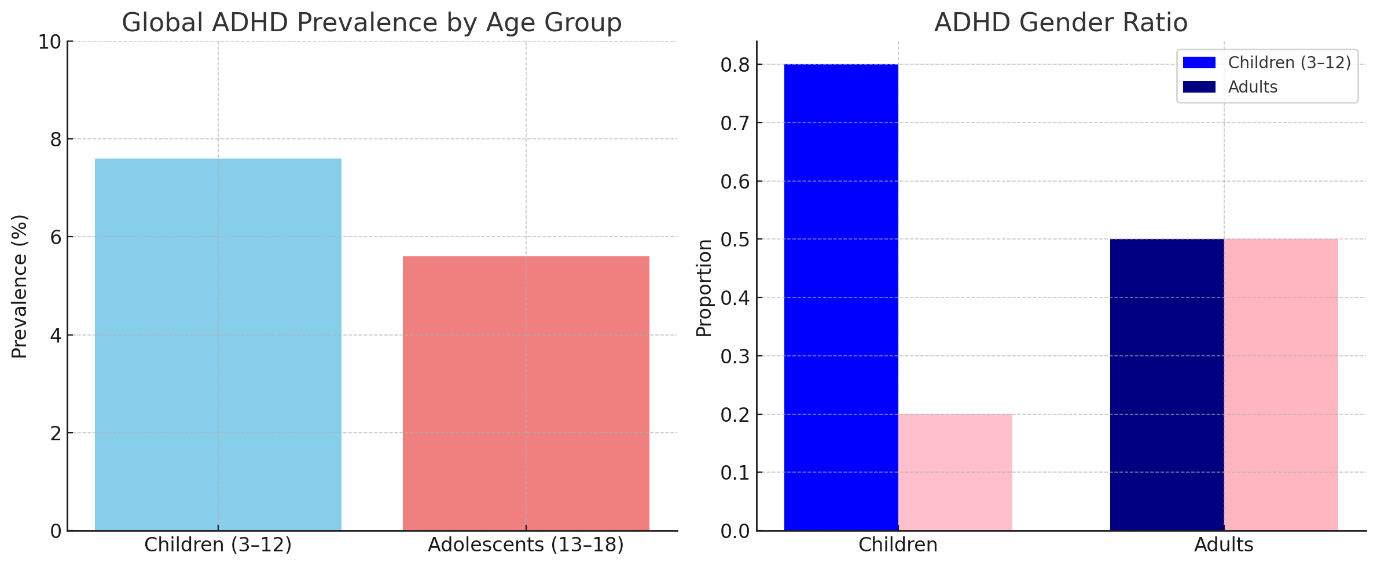 Global ADHD Prevalence by Age Group
Prevalence (%)
10
8
6
4
2
0
Children (3–12)
Adolescents (13–18)
ADHD Gender Ratio
Proportion
0.8
0.7
0.6
0.5
0.4
0.3
0.2
0.1
0.0
Children (3–12)
Adults
Children
Adults